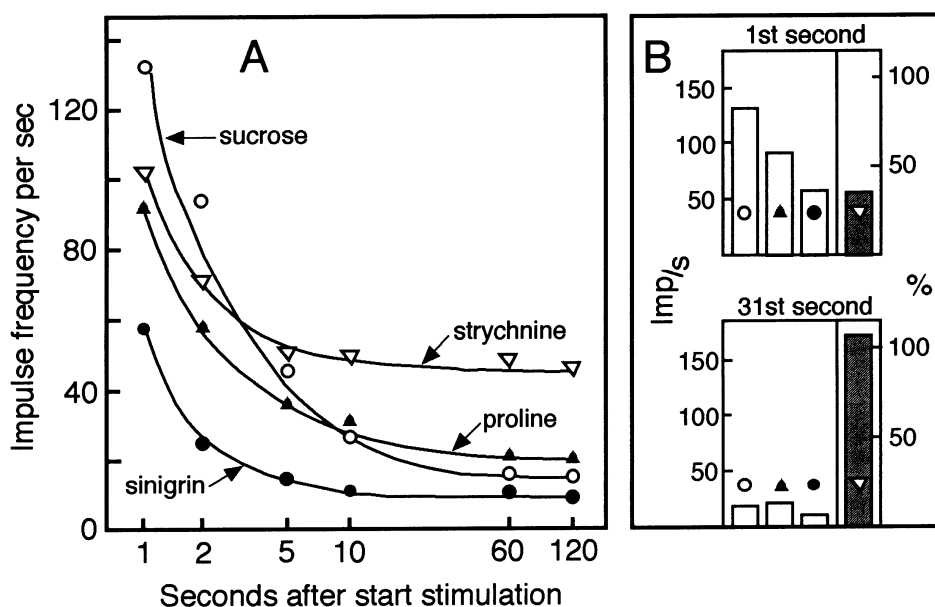 A
Impulse frequency per sec
120
80
40
0
sucrose
strychnine
proline
sinigrin
1 2 5 10 60 120
Seconds after start stimulation
B
1st second
150
100
50
100
50
Imp/s
%
31st second
150
100
50
100
50